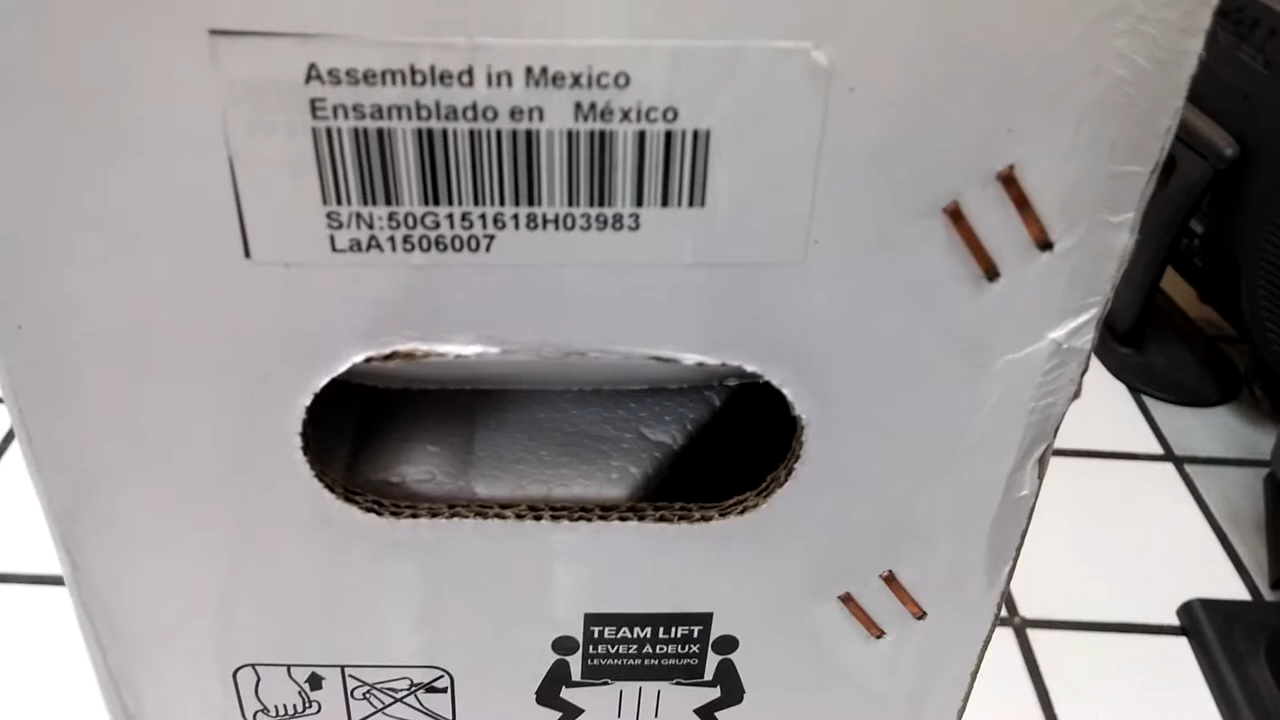 Assembled in Mexico
Ensamblado en México
S/N:50G151618H03983
LaA1506007
TEAM LIFT
LEVEZ À DEUX
LEVANTAR EN GRUPO